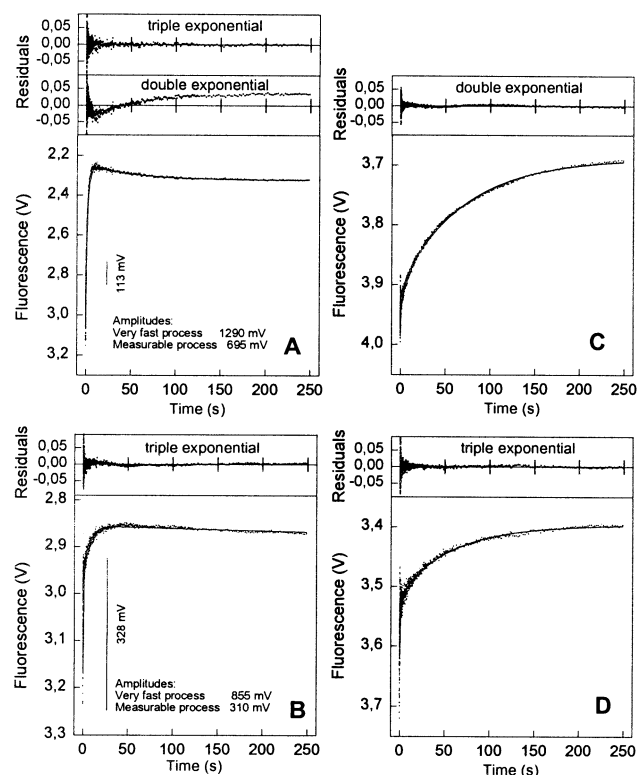 Residuals
0,05
0,00
-0,05
triple exponential
0,05
0,00
-0,05
double exponential
Fluorescence (V)
2,2
2,4
2,6
2,8
3,0
3,2
113 mV
Amplitudes:
Very fast process 1290 mV
Measurable process 695 mV
A
0 50 100 150 200 250
Time (s)
Residuals
0,05
0,00
-0,05
double exponential
Fluorescence (V)
3,7
3,8
3,9
4,0
C
0 50 100 150 200 250
Time (s)
Residuals
0,05
0,00
-0,05
triple exponential
Fluorescence (V)
2,8
2,9
3,0
3,1
3,2
3,3
328 mV
Amplitudes:
Very fast process 855 mV
Measurable process 310 mV
B
0 50 100 150 200 250
Time (s)
Residuals
0,05
0,00
-0,05
triple exponential
Fluorescence (V)
3,4
3,5
3,6
3,7
D
0 50 100 150 200 250
Time (s)